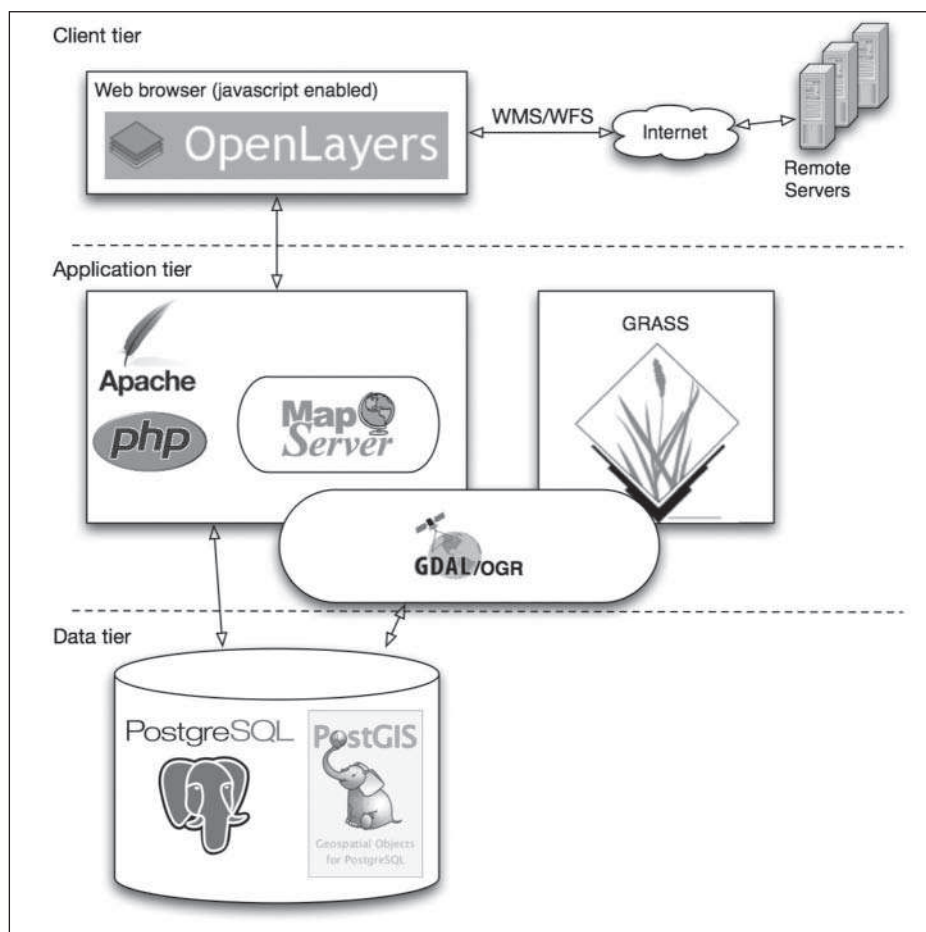 Client tier
Web browser (javascript enabled)
OpenLayers
WMS/WFS
Internet
Remote
Servers
Application tier
Apache
php
Map
Server
GRASS
GDAL/OGR
Data tier
PostgreSQL
PostGIS
Geospatial Objects
for PostgreSQL